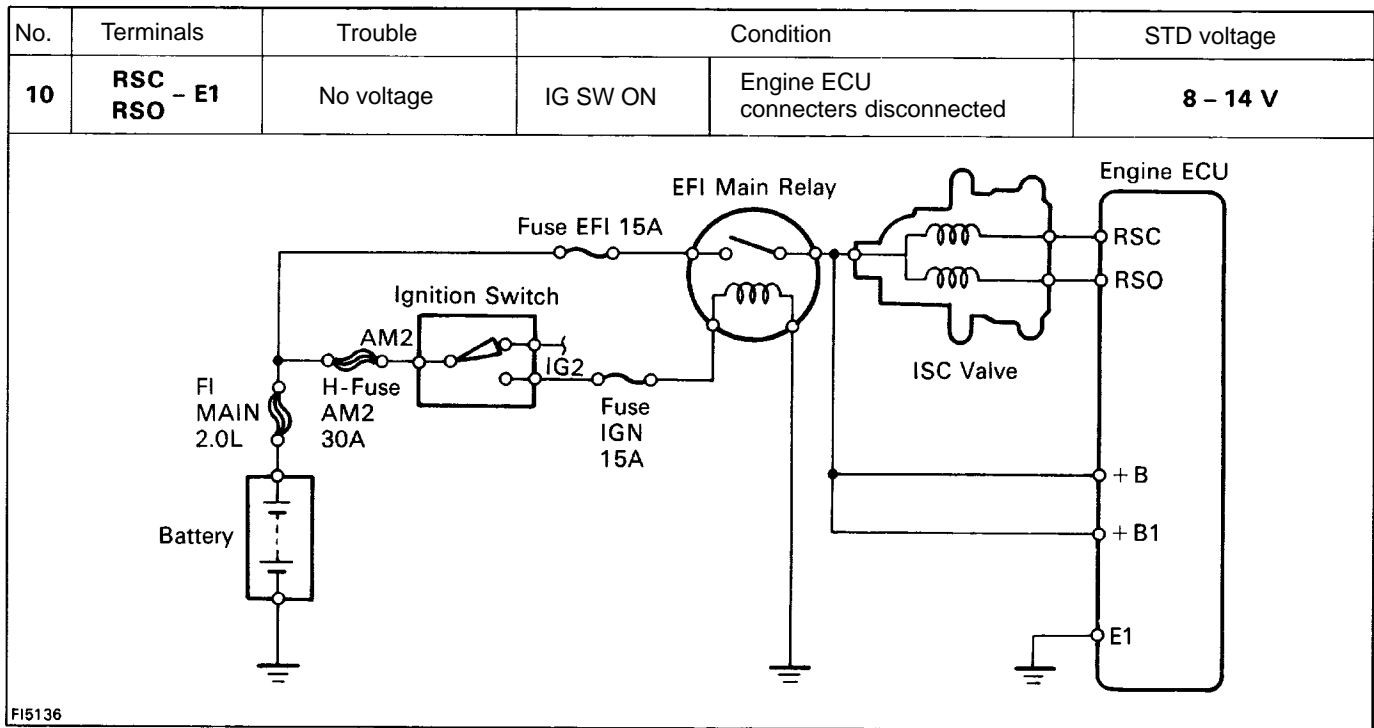 No. Terminals Trouble Condition STD voltage
10 RSC RSO – E1 No voltage IG SW ON Engine ECU connecters disconnected 8 – 14 V
Engine ECU
EFI Main Relay
Fuse EFI 15A
RSC
RSO
Ignition Switch
AM2
IG2
ISC Valve
FI
MAIN
2.0L
H-Fuse
AM2
30A
Fuse
IGN
15A
+B
Battery
+B1
E1
FI5136